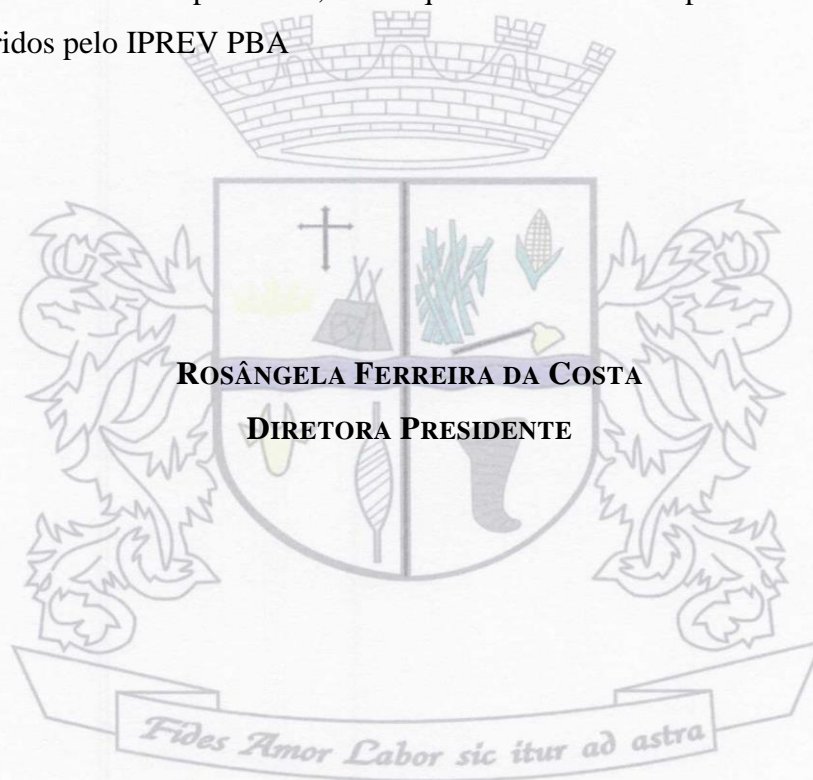 ridos pelo IPREV PBA
ROSÂNGELA FERREIRA DA COSTA
DIRETORA PRESIDENTE
Fides Amor Labor sic itur ad astra